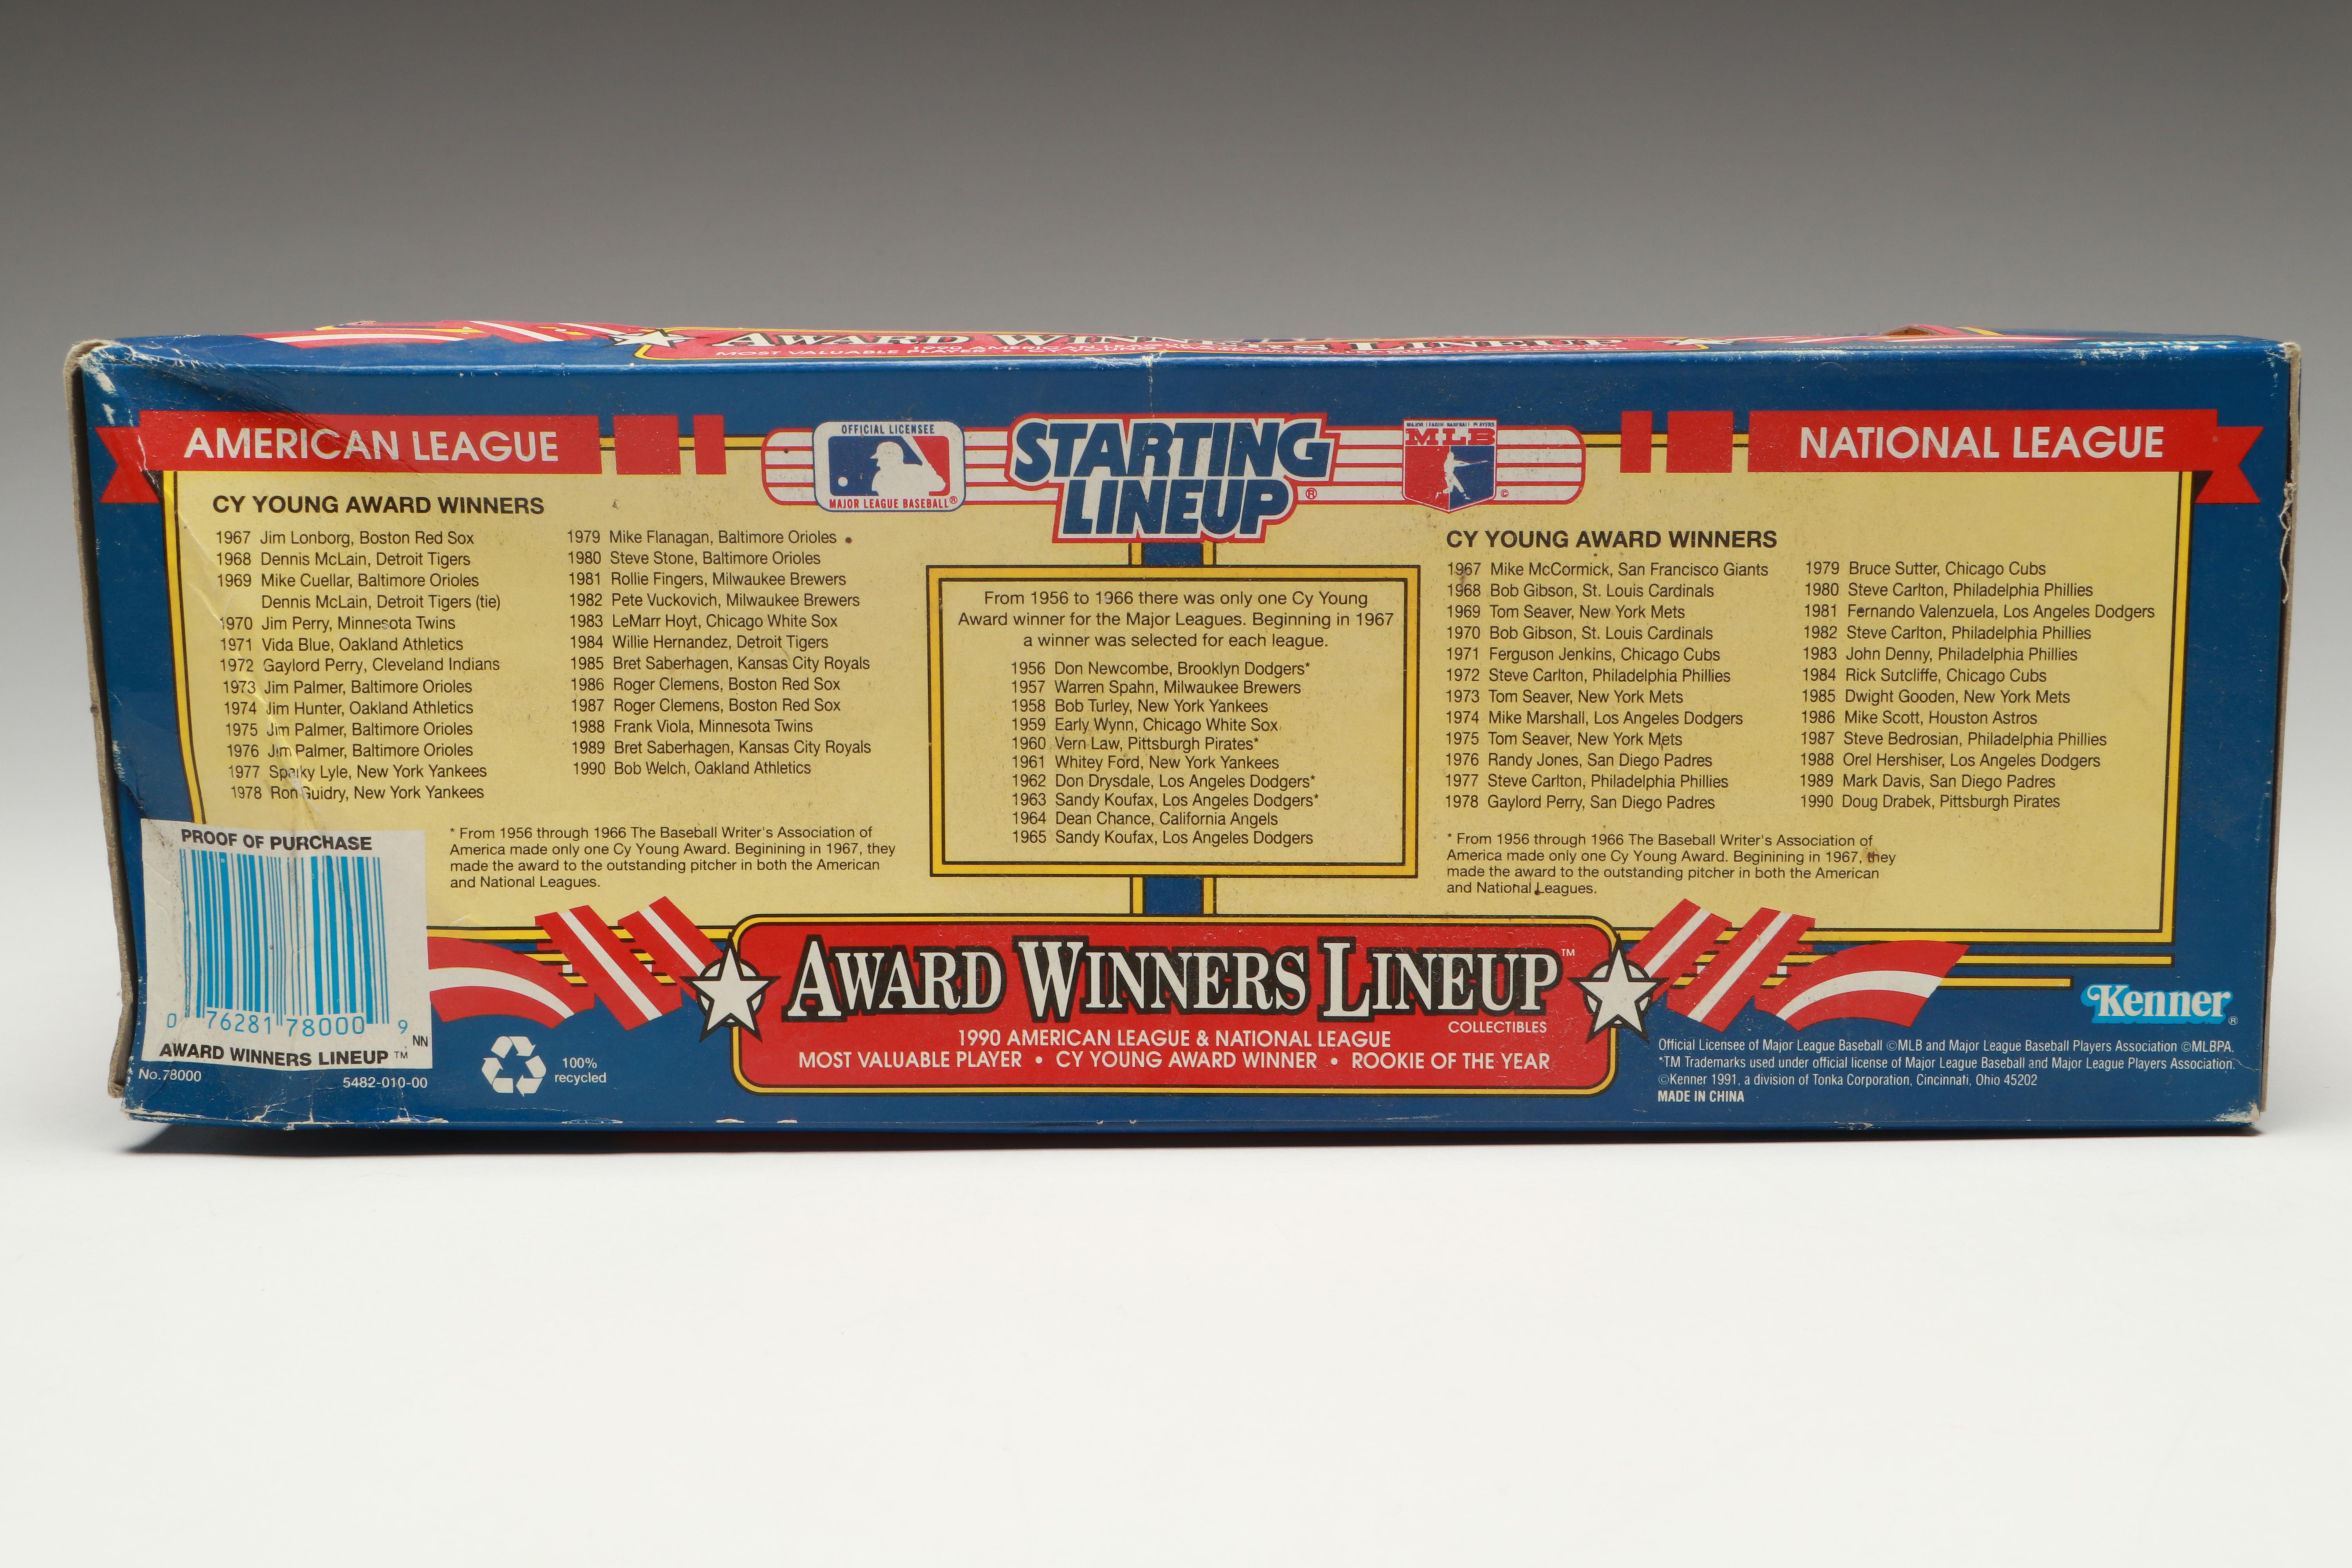 AWARD WINNERS LINEUP
MOST VALUABLE PLAYER
AMERICAN LEAGUE
OFFICIAL LICENSEE
MAJOR LEAGUE BASEBALL®
STARTING
LINEUP®
MAJOR LEAGUE BASEBALL PLAYERS
MLB
©
NATIONAL LEAGUE
CY YOUNG AWARD WINNERS
1967 Jim Lonborg, Boston Red Sox
1968 Dennis McLain, Detroit Tigers
1969 Mike Cuellar, Baltimore Orioles
Dennis McLain, Detroit Tigers (tie)
1970 Jim Perry, Minnesota Twins
1971 Vida Blue, Oakland Athletics
1972 Gaylord Perry, Cleveland Indians
1973 Jim Palmer, Baltimore Orioles
1974 Jim Hunter, Oakland Athletics
1975 Jim Palmer, Baltimore Orioles
1976 Jim Palmer, Baltimore Orioles
1977 Sparky Lyle, New York Yankees
1978 Ron Guidry, New York Yankees
1979 Mike Flanagan, Baltimore Orioles
1980 Steve Stone, Baltimore Orioles
1981 Rollie Fingers, Milwaukee Brewers
1982 Pete Vuckovich, Milwaukee Brewers
1983 LeMarr Hoyt, Chicago White Sox
1984 Willie Hernandez, Detroit Tigers
1985 Bret Saberhagen, Kansas City Royals
1986 Roger Clemens, Boston Red Sox
1987 Roger Clemens, Boston Red Sox
1988 Frank Viola, Minnesota Twins
1989 Bret Saberhagen, Kansas City Royals
1990 Bob Welch, Oakland Athletics
* From 1956 through 1966 The Baseball Writer's Association of
America made only one Cy Young Award. Beginining in 1967, they
made the award to the outstanding pitcher in both the American
and National Leagues.
From 1956 to 1966 there was only one Cy Young
Award winner for the Major Leagues. Beginning in 1967
a winner was selected for each league.
1956 Don Newcombe, Brooklyn Dodgers*
1957 Warren Spahn, Milwaukee Brewers
1958 Bob Turley, New York Yankees
1959 Early Wynn, Chicago White Sox
1960 Vern Law, Pittsburgh Pirates*
1961 Whitey Ford, New York Yankees
1962 Don Drysdale, Los Angeles Dodgers*
1963 Sandy Koufax, Los Angeles Dodgers*
1964 Dean Chance, California Angels
1965 Sandy Koufax, Los Angeles Dodgers
CY YOUNG AWARD WINNERS
1967 Mike McCormick, San Francisco Giants
1968 Bob Gibson, St. Louis Cardinals
1969 Tom Seaver, New York Mets
1970 Bob Gibson, St. Louis Cardinals
1971 Ferguson Jenkins, Chicago Cubs
1972 Steve Carlton, Philadelphia Phillies
1973 Tom Seaver, New York Mets
1974 Mike Marshall, Los Angeles Dodgers
1975 Tom Seaver, New York Mets
1976 Randy Jones, San Diego Padres
1977 Steve Carlton, Philadelphia Phillies
1978 Gaylord Perry, San Diego Padres
1979 Bruce Sutter, Chicago Cubs
1980 Steve Carlton, Philadelphia Phillies
1981 Fernando Valenzuela, Los Angeles Dodgers
1982 Steve Carlton, Philadelphia Phillies
1983 John Denny, Philadelphia Phillies
1984 Rick Sutcliffe, Chicago Cubs
1985 Dwight Gooden, New York Mets
1986 Mike Scott, Houston Astros
1987 Steve Bedrosian, Philadelphia Phillies
1988 Orel Hershiser, Los Angeles Dodgers
1989 Mark Davis, San Diego Padres
1990 Doug Drabek, Pittsburgh Pirates
* From 1956 through 1966 The Baseball Writer's Association of
America made only one Cy Young Award. Beginining in 1967, they
made the award to the outstanding pitcher in both the American
and National Leagues.
PROOF OF PURCHASE
0 76281 78000 9
NN
AWARD WINNERS LINEUP ™
No.78000
5482-010-00
100%
recycled
AWARD WINNERS LINEUP™
COLLECTIBLES
1990 AMERICAN LEAGUE & NATIONAL LEAGUE
MOST VALUABLE PLAYER • CY YOUNG AWARD WINNER • ROOKIE OF THE YEAR
Kenner®
Official Licensee of Major League Baseball ©MLB and Major League Baseball Players Association ©MLBPA.
*TM Trademarks used under official license of Major League Baseball and Major League Players Association.
©Kenner 1991, a division of Tonka Corporation, Cincinnati, Ohio 45202
MADE IN CHINA